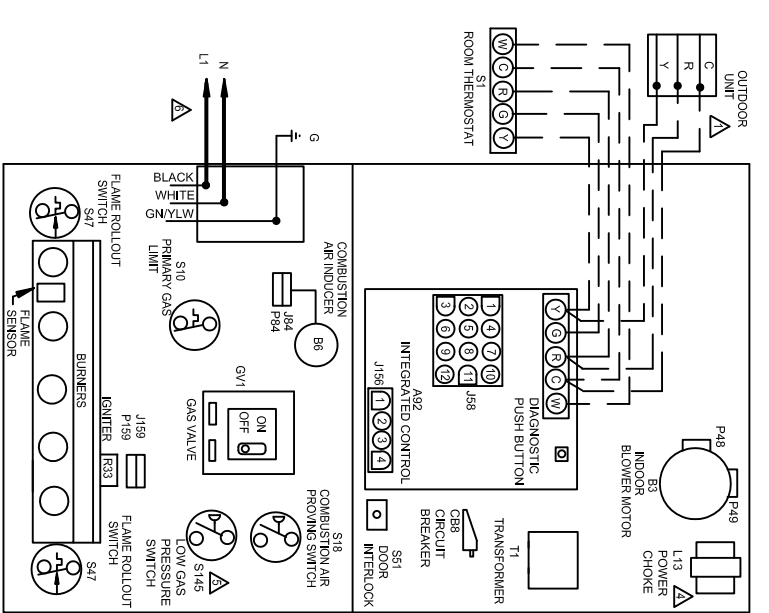 OUTDOOR
UNIT
C
R
Y
1
S1
ROOM THERMOSTAT
W
C
R
G
Y
L1
N
6
G
BLACK
WHITE
GN/YLW
S47
FLAME ROLLOUT
SWITCH
FLAME
SENSOR
BURNERS
S10
PRIMARY GAS
LIMIT
COMBUSTION
AIR INDUCER
B6
J84
P84
GV1
ON
OFF
GAS VALVE
J159
P159
IGNITER
R33
S47
FLAME ROLLOUT
SWITCH
S18
COMBUSTION AIR
PROVING SWITCH
S145
5
LOW GAS
PRESSURE
SWITCH
Y
G
R
C
W
DIAGNOSTIC
PUSH BUTTON
J58
1
4
7
10
2
5
8
11
3
6
9
12
A92
INTEGRATED CONTROL
J156
1
2
3
4
P48
P49
B3
INDOOR
BLOWER MOTOR
L13
POWER
CHOKE
4
T1
TRANSFORMER
CB8
CIRCUIT
BREAKER
S51
DOOR
INTERLOCK